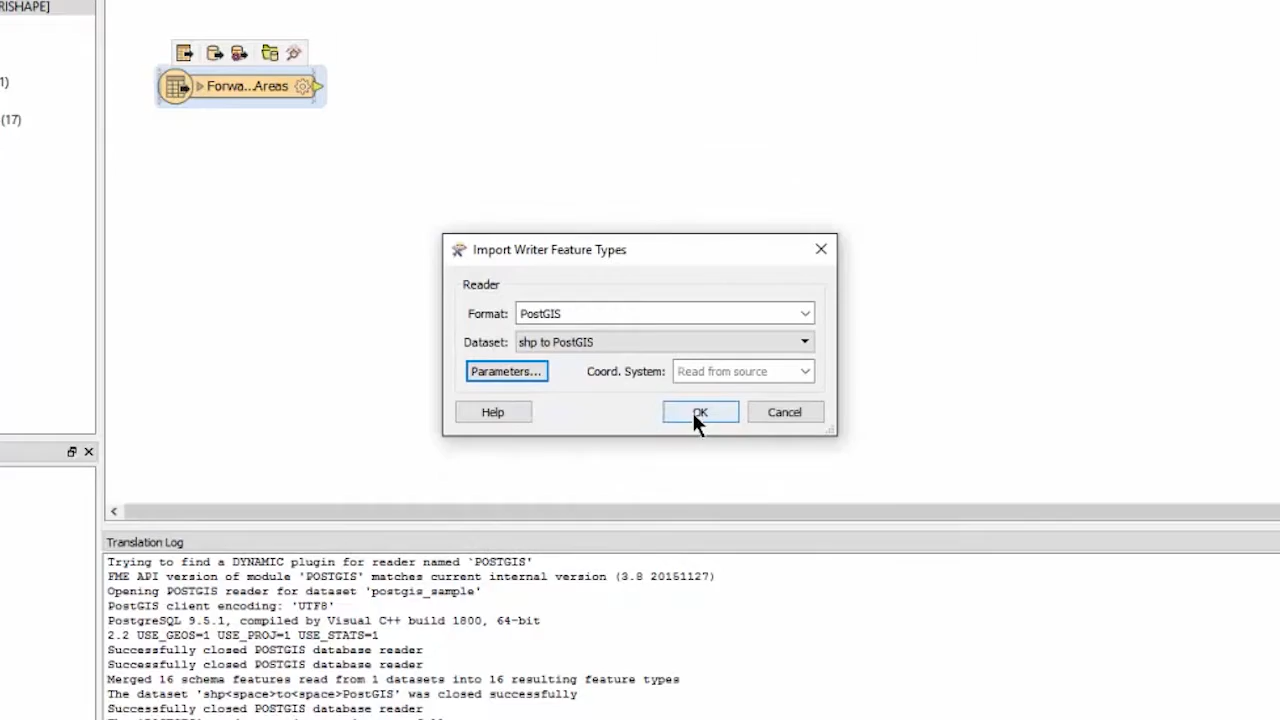 RISHAPE]
1)
(17)
Forwa...Areas
Import Writer Feature Types
Reader
Format: PostGIS
Dataset: shp to PostGIS
Parameters... Coord. System: Read from source
Help OK Cancel
Translation Log
Trying to find a DYNAMIC plugin for reader named `POSTGIS'
FME API version of module 'POSTGIS' matches current internal version (3.8 20151127)
Opening POSTGIS reader for dataset 'postgis_sample'
PostGIS client encoding: 'UTF8'
PostgreSQL 9.5.1, compiled by Visual C++ build 1800, 64-bit
2.2 USE_GEOS=1 USE_PROJ=1 USE_STATS=1
Successfully closed POSTGIS database reader
Successfully closed POSTGIS database reader
Merged 16 schema features read from 1 datasets into 16 resulting feature types
The dataset 'shp<space>to<space>PostGIS' was closed successfully
Successfully closed POSTGIS database reader